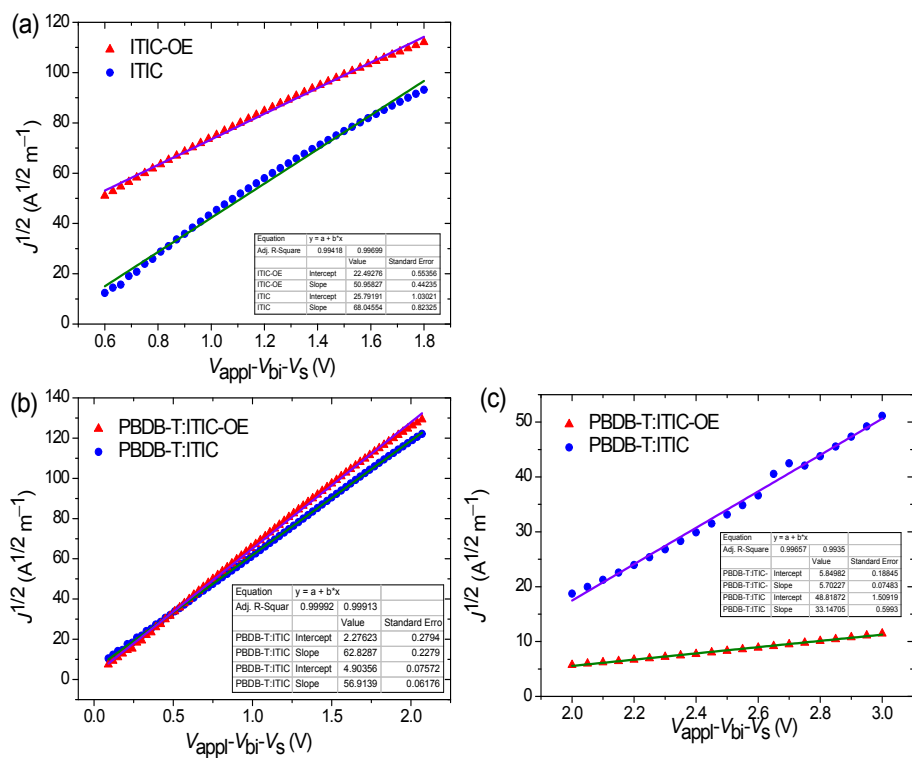 (a)
120
100
80
60
40
20
0
J^1/2 (A^1/2 m^−1)
ITIC-OE
ITIC
Equation y = a + b*x
Adj. R-Square 0.99418 0.99699
Value Standard Error
ITIC-OE Intercept 22.49276 0.55356
ITIC-OE Slope 50.95827 0.44235
ITIC Intercept 25.79191 1.03021
ITIC Slope 68.04554 0.82325
0.6 0.8 1.0 1.2 1.4 1.6 1.8
Vappl-Vbi-Vs (V)
(b)
140
120
100
80
60
40
20
0
J^1/2 (A^1/2 m^−1)
PBDB-T:ITIC-OE
PBDB-T:ITIC
Equation y = a + b*x
Adj. R-Squar 0.99992 0.99913
Value Standard Erro
PBDB-T:ITIC Intercept 2.27623 0.2794
PBDB-T:ITIC Slope 62.8287 0.2279
PBDB-T:ITIC Intercept 4.90356 0.07572
PBDB-T:ITIC Slope 56.9139 0.06176
0.0 0.5 1.0 1.5 2.0
Vappl-Vbi-Vs (V)
(c)
50
40
30
20
10
0
J^1/2 (A^1/2 m^−1)
PBDB-T:ITIC-OE
PBDB-T:ITIC
Equation y = a + b*x
Adj. R-Square 0.99657 0.9935
Value Standard Error
PBDB-T:ITIC- Intercept 5.84982 0.18845
PBDB-T:ITIC- Slope 5.70227 0.07483
PBDB-T:ITIC Intercept 48.81872 1.50919
PBDB-T:ITIC Slope 33.14705 0.5993
2.0 2.2 2.4 2.6 2.8 3.0
Vappl-Vbi-Vs (V)